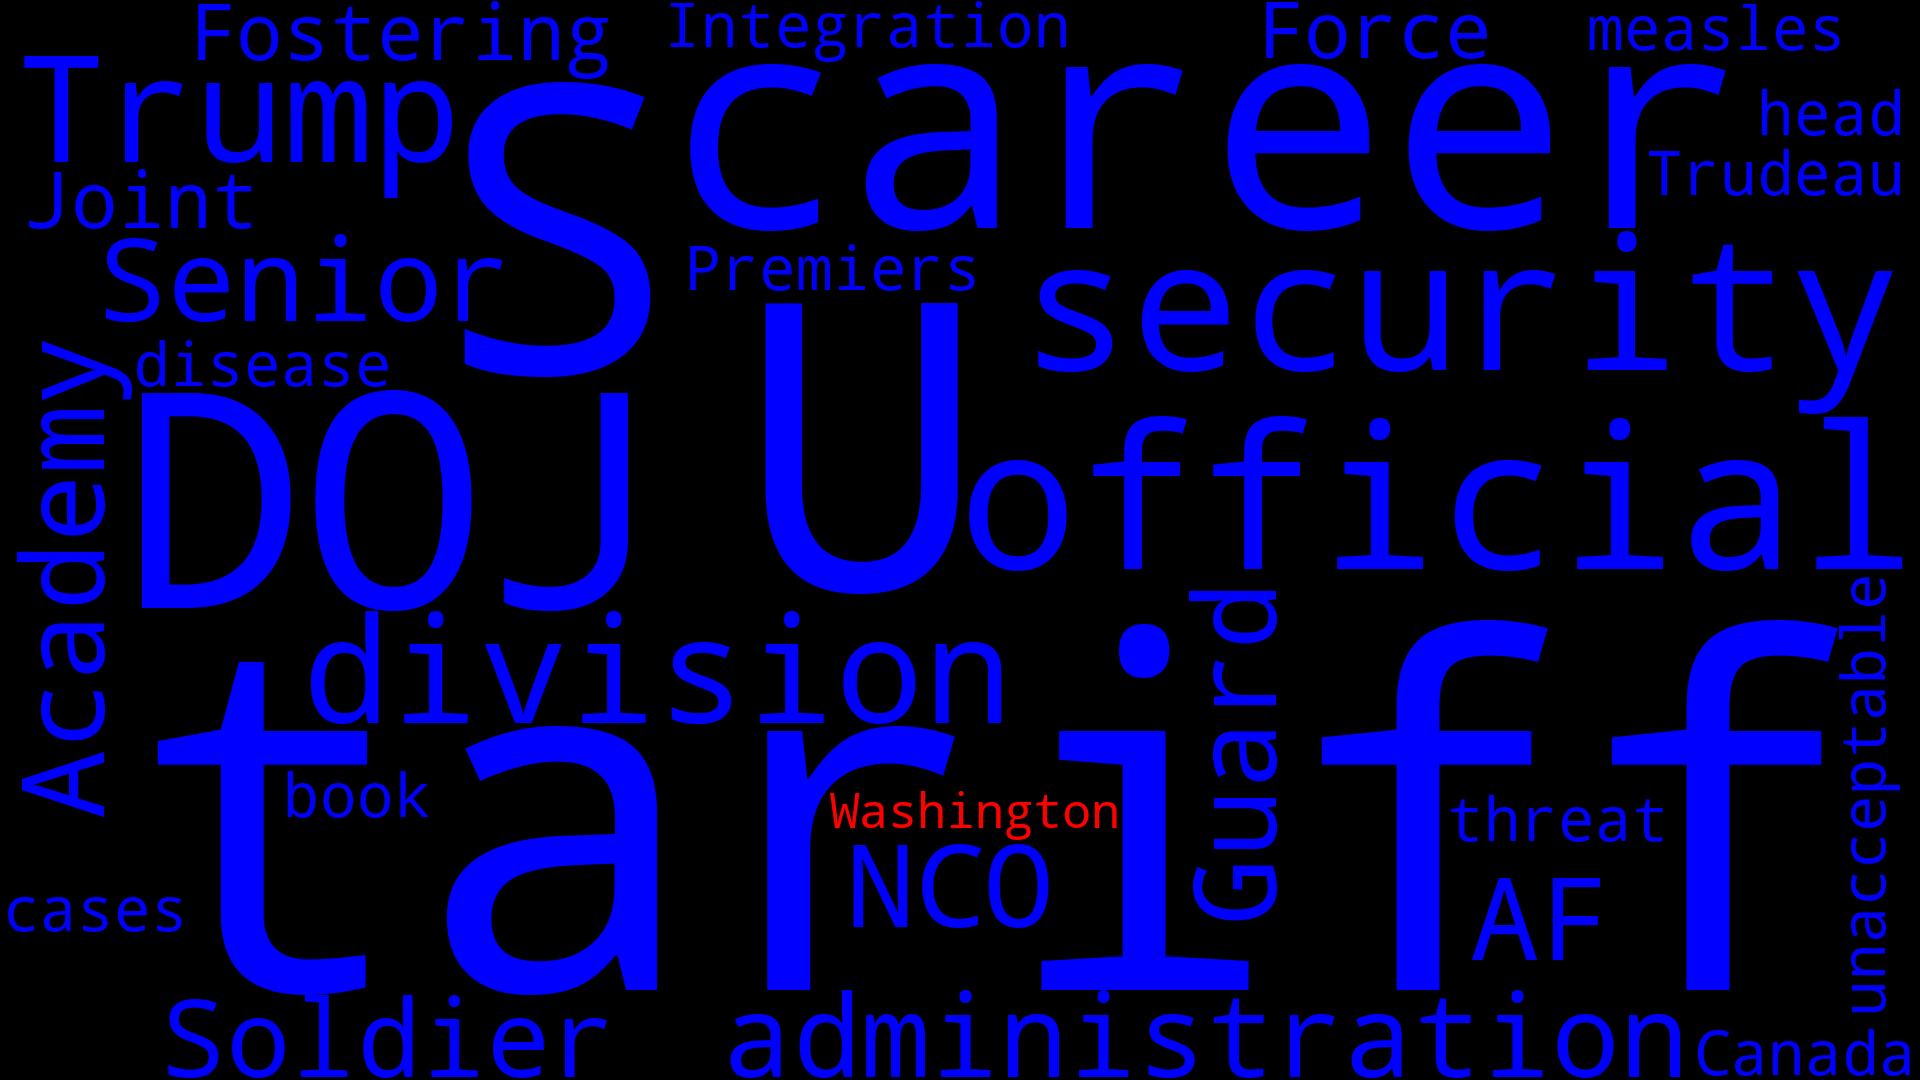 Fostering
Integration
Force
measles
Trump
S
career
head
Trudeau
Joint
Senior
Premiers
security
disease
Academy
DOJ
U
official
division
Guard
unacceptable
tariff
book
Washington
threat
NCO
AF
cases
Soldier
administration
Canada